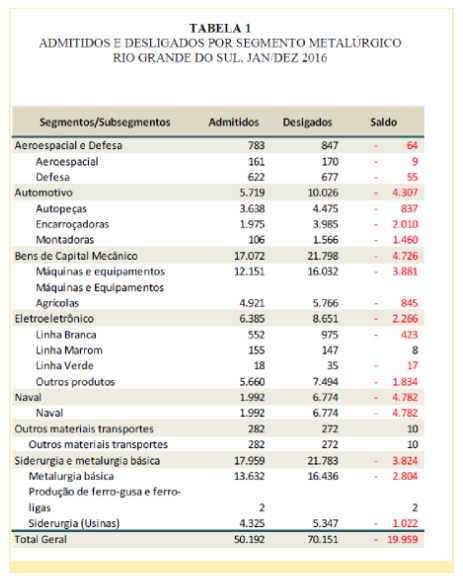 TABELA 1
ADMITIDOS E DESLIGADOS POR SEGMENTO METALÚRGICO
RIO GRANDE DO SUL, JAN/DEZ 2016
Segmentos/Subsegmentos Admitidos Desigados Saldo
Aeroespacial e Defesa 783 847 - 64
Aeroespacial 161 170 - 9
Defesa 622 677 - 55
Automotivo 5.719 10.026 - 4.307
Autopeças 3.638 4.475 - 837
Encarroçadoras 1.975 3.985 - 2.010
Montadoras 106 1.566 - 1.460
Bens de Capital Mecânico 17.072 21.798 - 4.726
Máquinas e equipamentos 12.151 16.032 - 3.881
Máquinas e Equipamentos
Agrícolas 4.921 5.766 - 845
Eletroeletrônico 6.385 8.651 - 2.266
Linha Branca 552 975 - 423
Linha Marrom 155 147 8
Linha Verde 18 35 - 17
Outros produtos 5.660 7.494 - 1.834
Naval 1.992 6.774 - 4.782
Naval 1.992 6.774 - 4.782
Outros materiais transportes 282 272 10
Outros materiais transportes 282 272 10
Siderurgia e metalurgia básica 17.959 21.783 - 3.824
Metalurgia básica 13.632 16.436 - 2.804
Produção de ferro-gusa e ferro-
ligas 2 2
Siderurgia (Usinas) 4.325 5.347 - 1.022
Total Geral 50.192 70.151 - 19.959